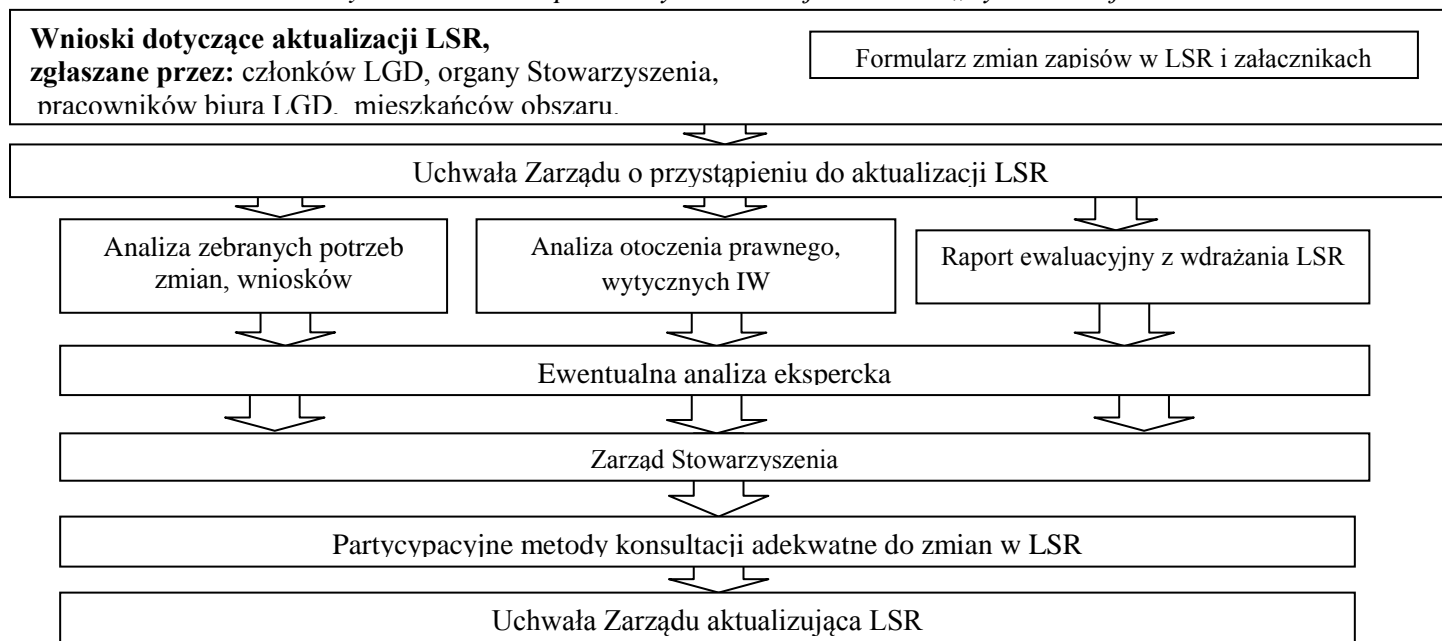 Wnioski dotyczące aktualizacji LSR,
zgłaszane przez: członków LGD, organy Stowarzyszenia,
pracowników biura LGD, mieszkańców obszaru.
Formularz zmian zapisów w LSR i załacznikach
Uchwała Zarządu o przystąpieniu do aktualizacji LSR
Analiza zebranych potrzeb
zmian, wniosków
Analiza otoczenia prawnego,
wytycznych IW
Raport ewaluacyjny z wdrażania LSR
Ewentualna analiza ekspercka
Zarząd Stowarzyszenia
Partycypacyjne metody konsultacji adekwatne do zmian w LSR
Uchwała Zarządu aktualizująca LSR